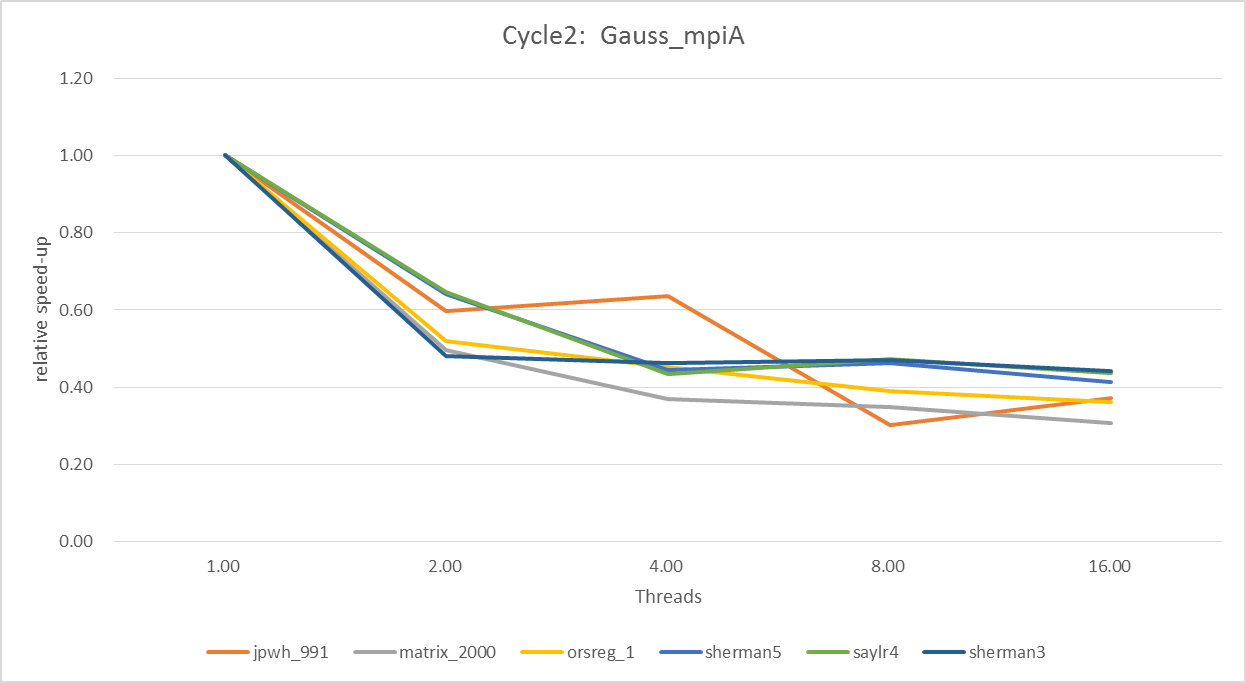 Cycle2:  Gauss_mpiA
1.20
1.00
0.80
0.60
0.40
0.20
0.00
relative speed-up
1.00 2.00 4.00 8.00 16.00
Threads
jpwh_991 matrix_2000 orsreg_1 sherman5 saylr4 sherman3